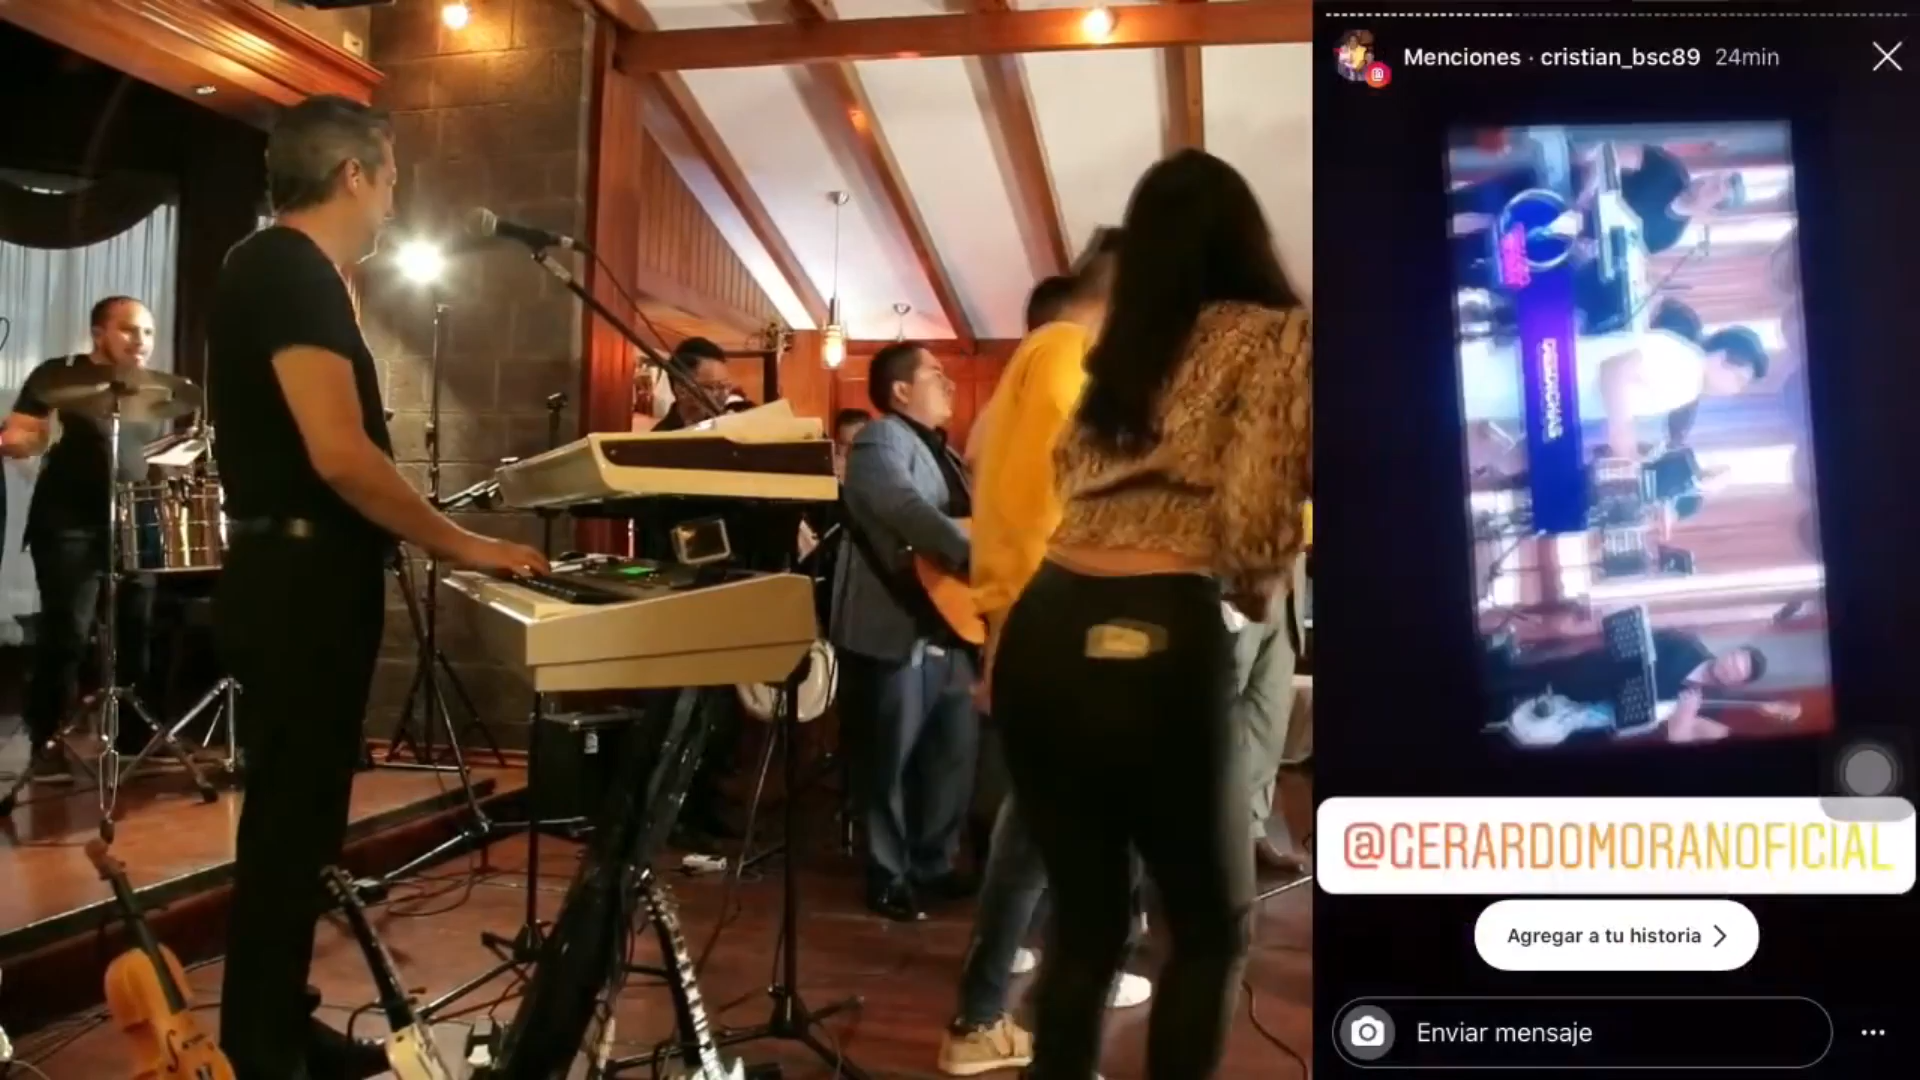 Menciones · cristian_bsc89 24min
@GERARDOMORANOFICIAL
Agregar a tu historia
Enviar mensaje